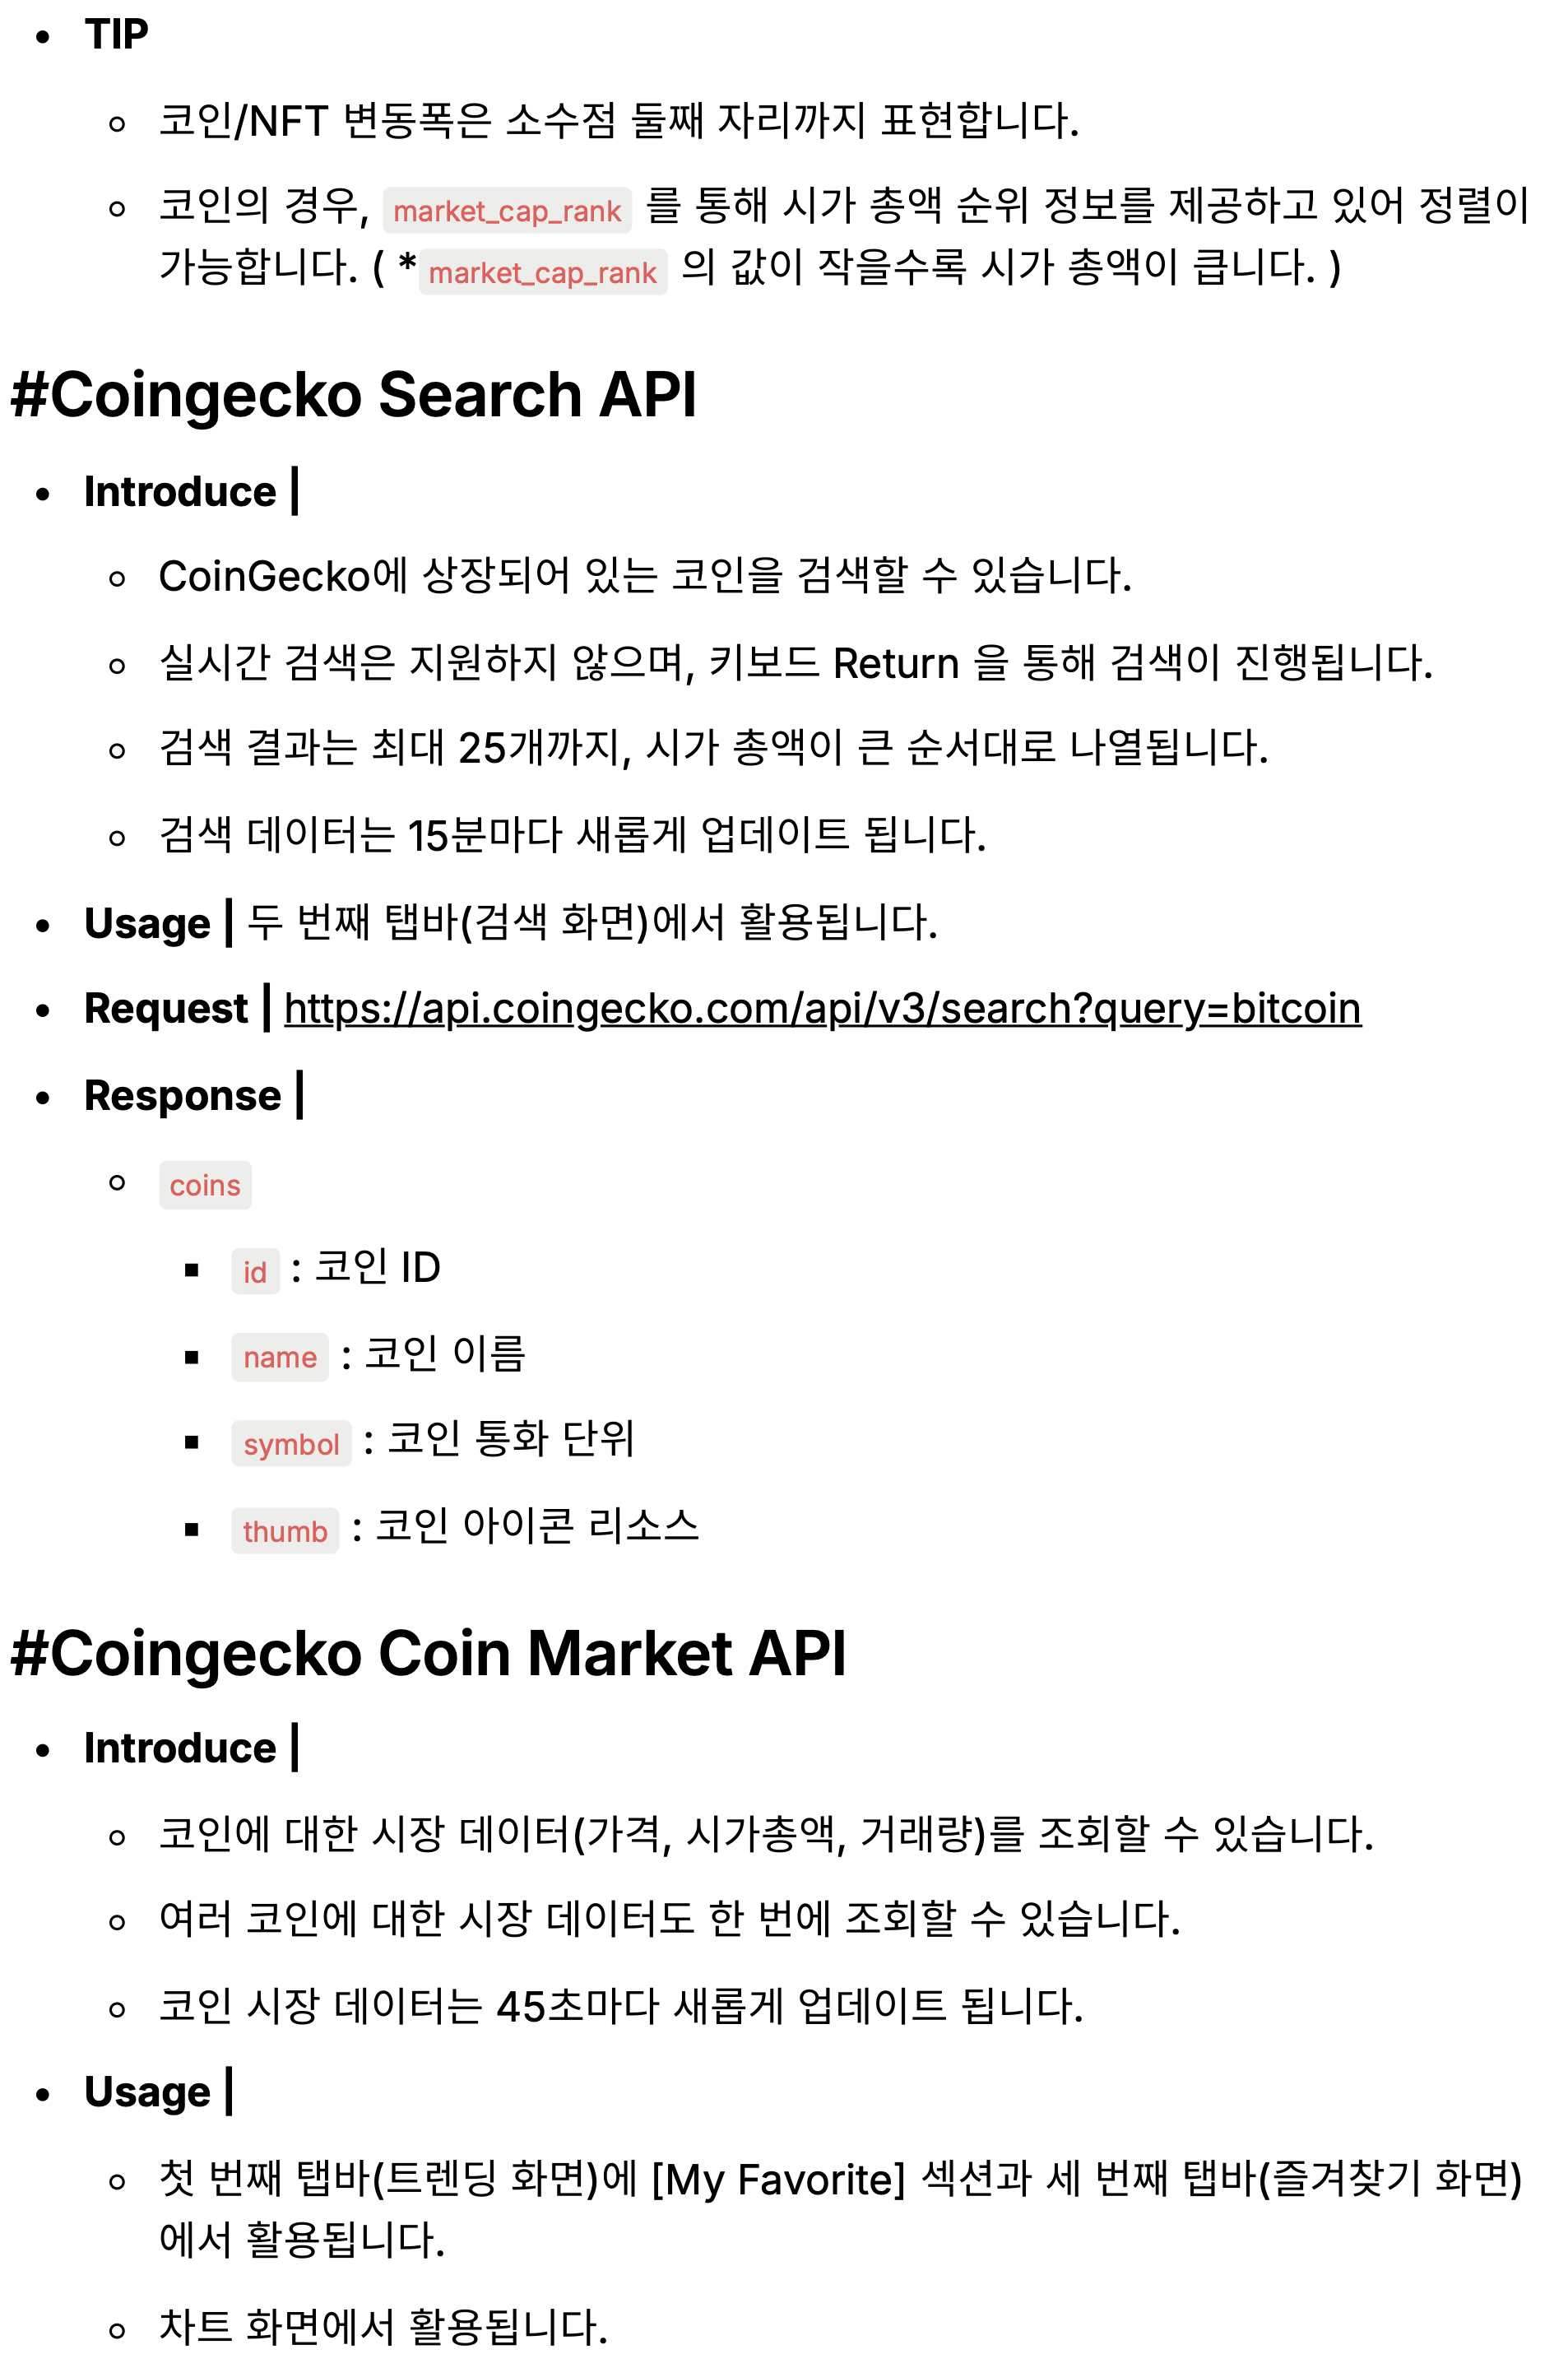 • TIP
◦ 코인/NFT 변동폭은 소수점 둘째 자리까지 표현합니다.
◦ 코인의 경우, market_cap_rank 를 통해 시가 총액 순위 정보를 제공하고 있어 정렬이
가능합니다. ( *market_cap_rank 의 값이 작을수록 시가 총액이 큽니다. )
#Coingecko Search API
• Introduce |
◦ CoinGecko에 상장되어 있는 코인을 검색할 수 있습니다.
◦ 실시간 검색은 지원하지 않으며, 키보드 Return 을 통해 검색이 진행됩니다.
◦ 검색 결과는 최대 25개까지, 시가 총액이 큰 순서대로 나열됩니다.
◦ 검색 데이터는 15분마다 새롭게 업데이트 됩니다.
• Usage | 두 번째 탭바(검색 화면)에서 활용됩니다.
• Request | https://api.coingecko.com/api/v3/search?query=bitcoin
• Response |
◦ coins
▪ id : 코인 ID
▪ name : 코인 이름
▪ symbol : 코인 통화 단위
▪ thumb : 코인 아이콘 리소스
#Coingecko Coin Market API
• Introduce |
◦ 코인에 대한 시장 데이터(가격, 시가총액, 거래량)를 조회할 수 있습니다.
◦ 여러 코인에 대한 시장 데이터도 한 번에 조회할 수 있습니다.
◦ 코인 시장 데이터는 45초마다 새롭게 업데이트 됩니다.
• Usage |
◦ 첫 번째 탭바(트렌딩 화면)에 [My Favorite] 섹션과 세 번째 탭바(즐겨찾기 화면)
에서 활용됩니다.
◦ 차트 화면에서 활용됩니다.